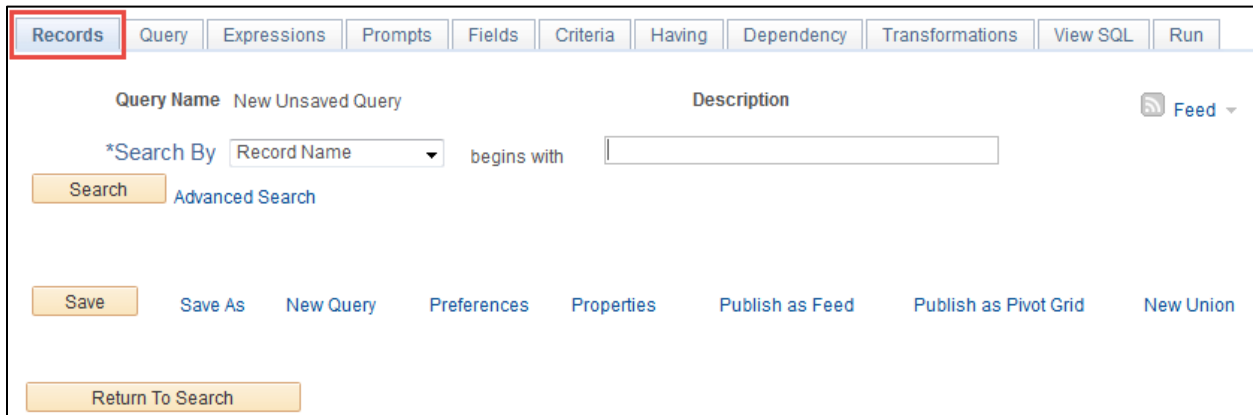 Records Query Expressions Prompts Fields Criteria Having Dependency Transformations View SQL Run
Query Name New Unsaved Query Description Feed
*Search By Record Name begins with
Search Advanced Search
Save Save As New Query Preferences Properties Publish as Feed Publish as Pivot Grid New Union
Return To Search